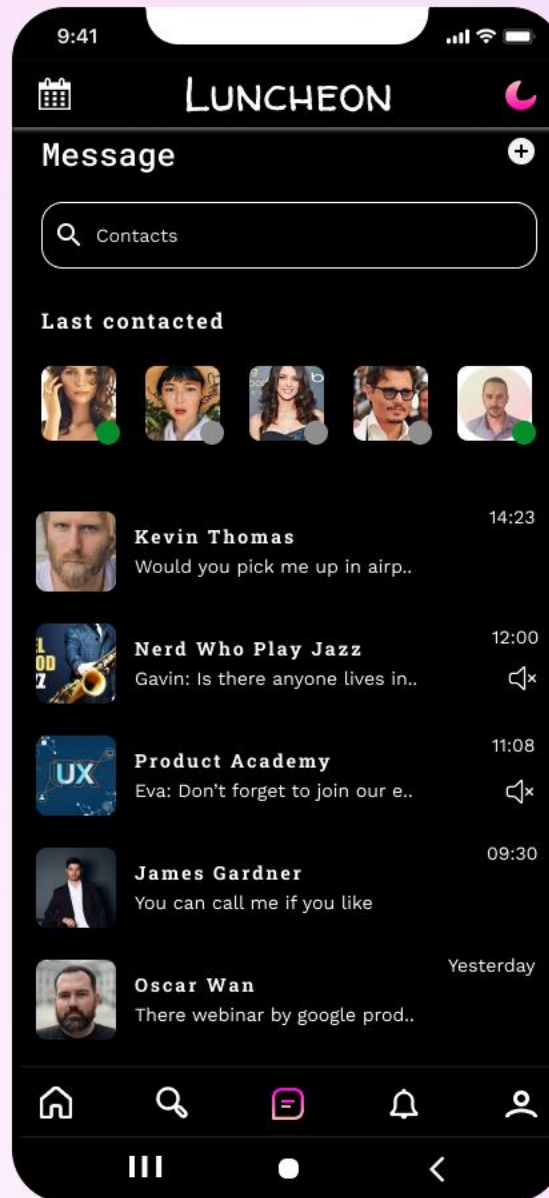 9:41
LUNCHEON
Message
Contacts
Last contacted
14:23
Kevin Thomas
Would you pick me up in airp..
12:00
Nerd Who Play Jazz
Gavin: Is there anyone lives in..
11:08
UX
Product Academy
Eva: Don’t forget to join our e..
09:30
James Gardner
You can call me if you like
Yesterday
Oscar Wan
There webinar by google prod..